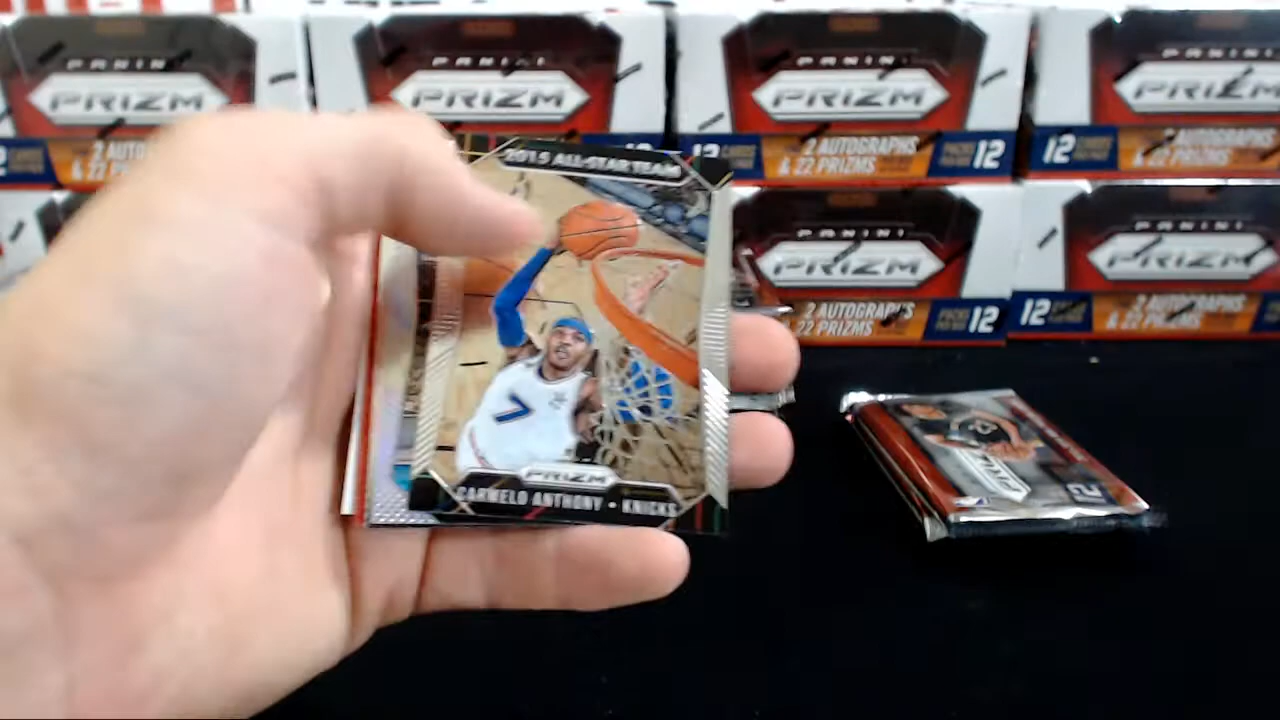 PANINI
PRIZM
2 AUTO
PANINI
PRIZM
12
PANINI
PRIZM
2 AUTOGRAPHS
& 22 PRIZMS
12
PANINI
PRIZM
12
2 AUTOGRAPHS
& 22 PRIZMS
PANINI
PRIZM
2 AUTOGRAPHS
& 22 PRIZMS
12
PANINI
PRIZM
12
2 AUTOGRAPHS
& 22 PRIZMS
2015 ALL-STAR TEAM
7
PRIZM
CARMELO ANTHONY • KNICKS
PRIZM